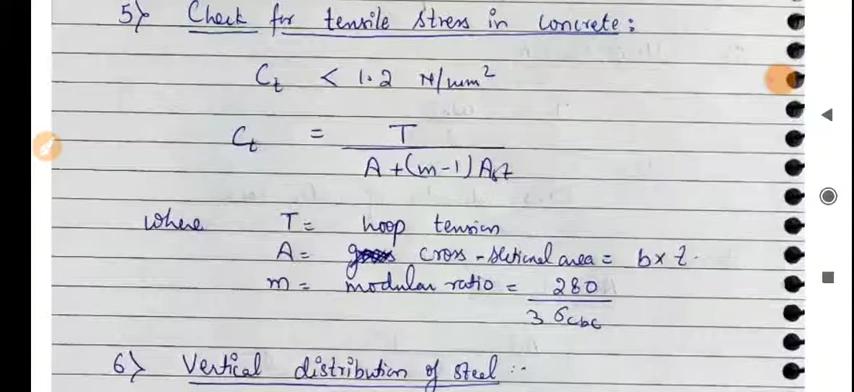 5) Check for tensile stress in concrete:
Ct < 1.2 N/mm²
Ct = T / A + (m-1) Ast
where T = hoop tension
A = cross-sectional area = b x t.
m = modular ratio = 280 / 3 σcbc
6) Vertical distribution of steel :-